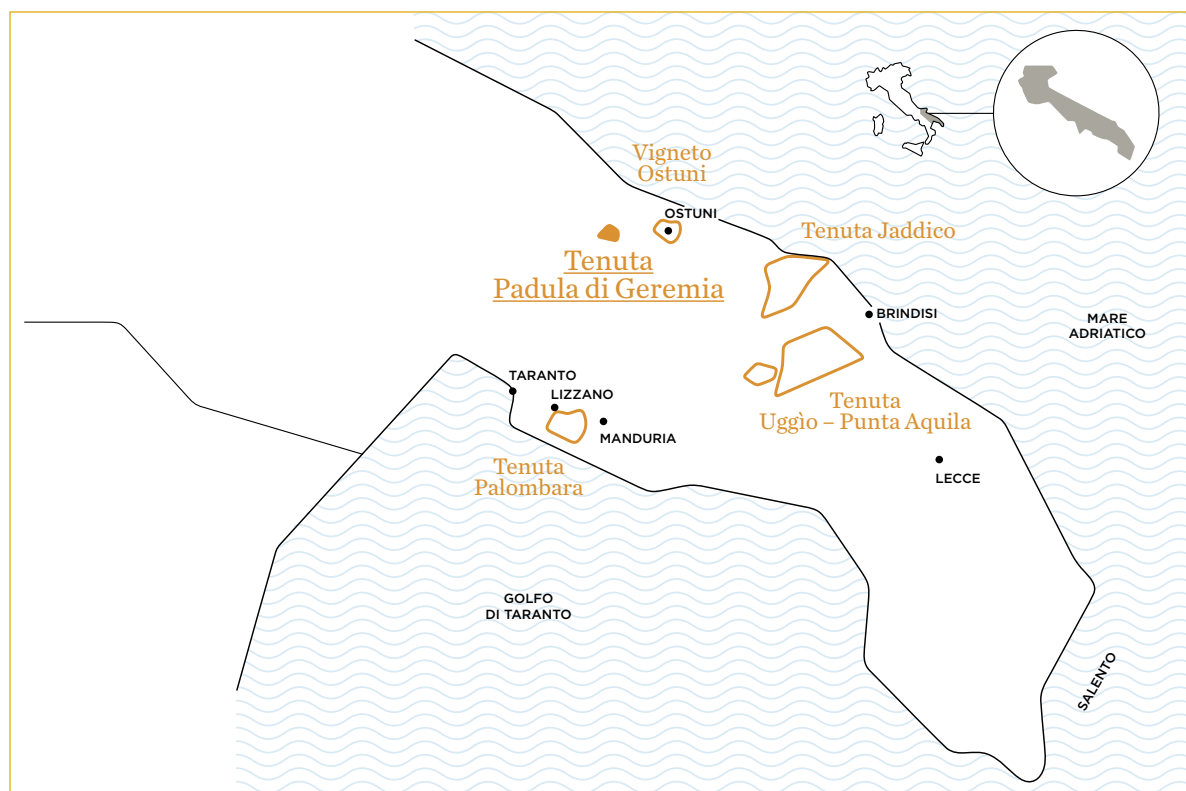 Vigneto
Ostuni
OSTUNI
Tenuta Jaddico
Tenuta
Padula di Geremia
BRINDISI
MARE
ADRIATICO
TARANTO
LIZZANO
MANDURIA
Tenuta
Uggìo – Punta Aquila
Tenuta
Palombara
LECCE
GOLFO
DI TARANTO
SALENTO